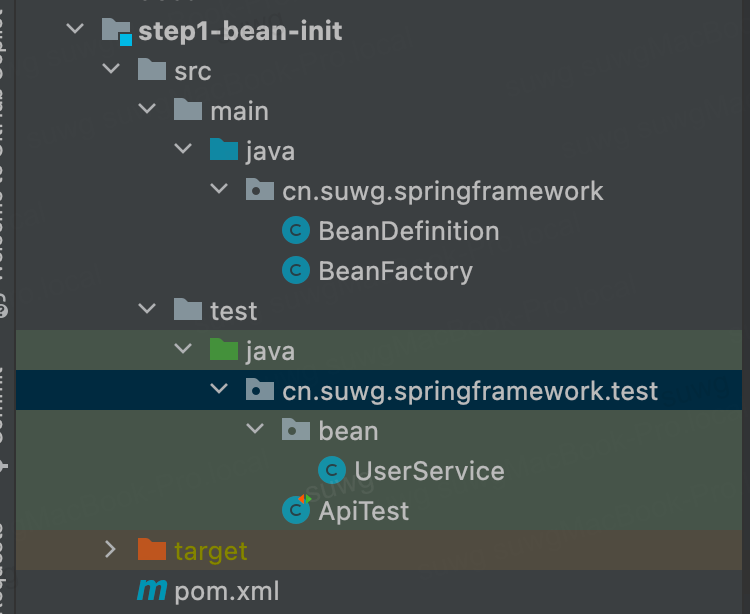 step1-bean-init
src
main
java
cn.suwg.springframework
BeanDefinition
BeanFactory
test
java
cn.suwg.springframework.test
bean
UserService
suwg
ApiTest
target
m pom.xml